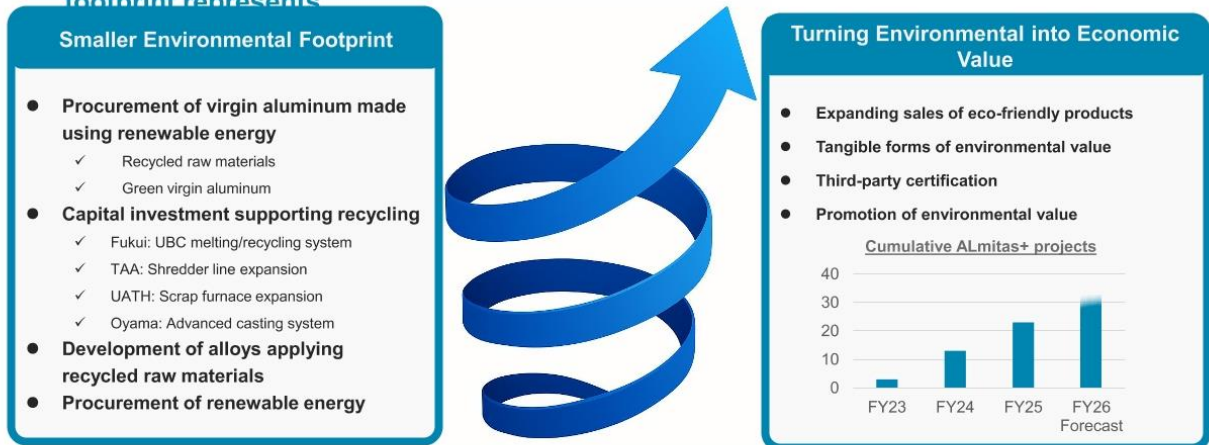 footprint represents
Smaller Environmental Footprint
● Procurement of virgin aluminum made
using renewable energy
✓ Recycled raw materials
✓ Green virgin aluminum
● Capital investment supporting recycling
✓ Fukui: UBC melting/recycling system
✓ TAA: Shredder line expansion
✓ UATH: Scrap furnace expansion
✓ Oyama: Advanced casting system
● Development of alloys applying
recycled raw materials
● Procurement of renewable energy
Turning Environmental into Economic
Value
● Expanding sales of eco-friendly products
● Tangible forms of environmental value
● Third-party certification
● Promotion of environmental value
Cumulative ALmitas+ projects
40
30
20
10
0
FY23 FY24 FY25 FY26
Forecast